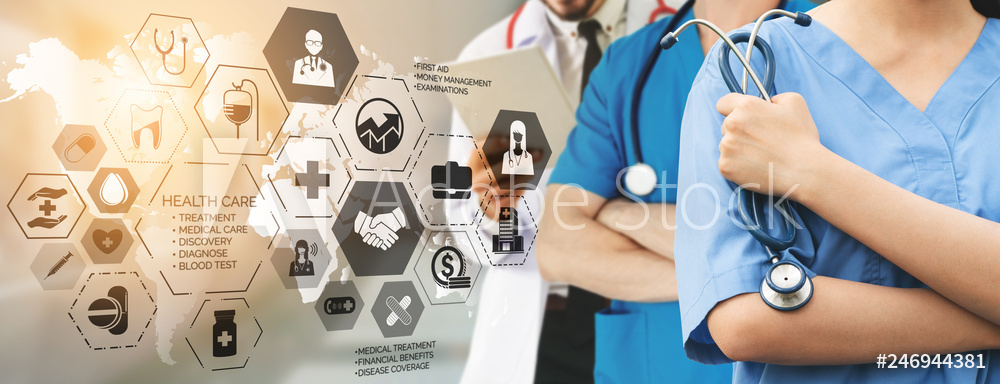 • FIRST AID
• MONEY MANAGEMENT
• EXAMINATIONS
HEALTH CARE
• TREATMENT
• MEDICAL CARE
• DISCOVERY
• DIAGNOSE
• BLOOD TEST
• MEDICAL TREATMENT
• FINANCIAL BENEFITS
• DISEASE COVERAGE
Adobe Stock
#246944381